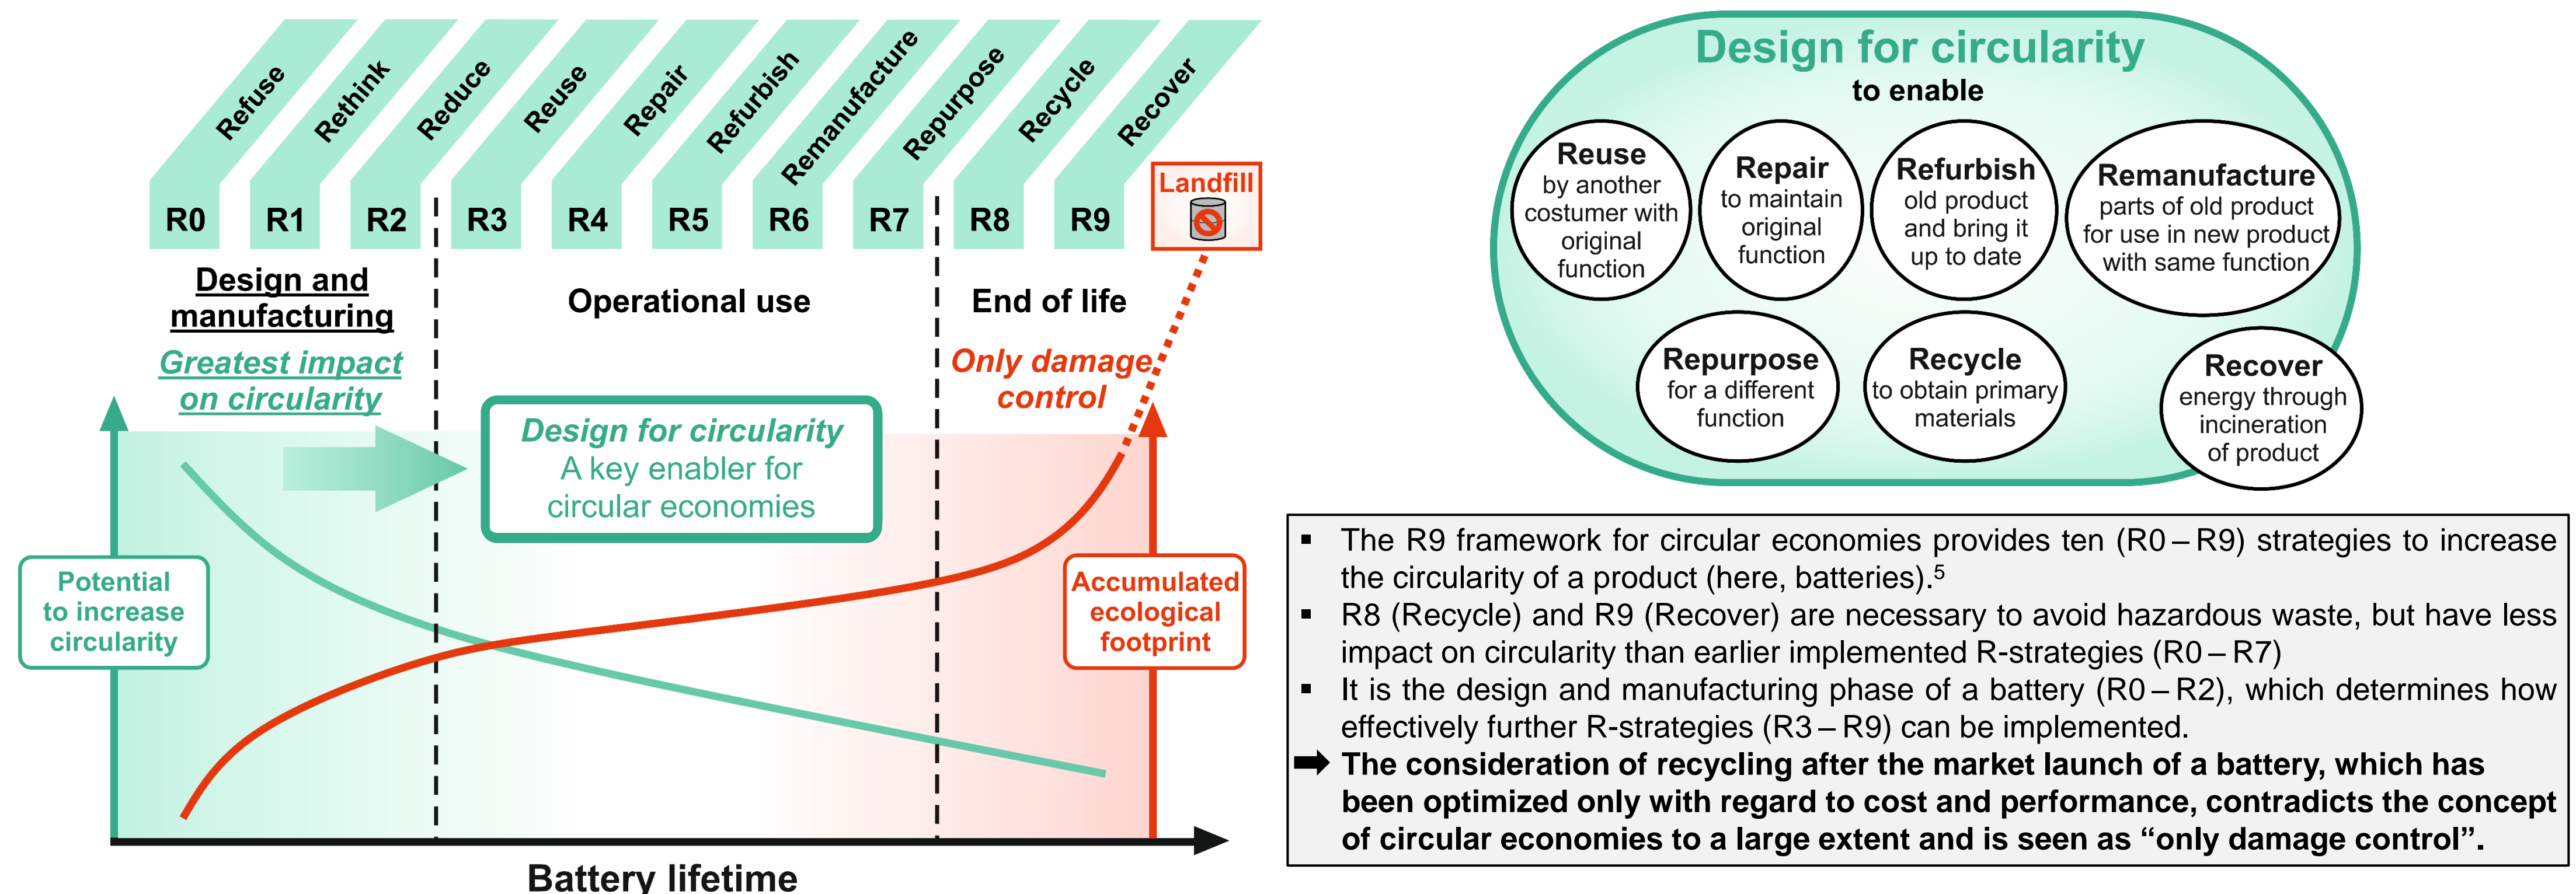 Refuse
Rethink
Reduce
Reuse
Repair
Refurbish
Remanufacture
Repurpose
Recycle
Recover
R0
R1
R2
R3
R4
R5
R6
R7
R8
R9
Landfill
Design and
manufacturing
Operational use
End of life
Greatest impact
on circularity
Only damage
control
Design for circularity
A key enabler for
circular economies
Potential
to increase
circularity
Accumulated
ecological
footprint
Battery lifetime
Design for circularity
to enable
Reuse
by another
costumer with
original
function
Repair
to maintain
original
function
Refurbish
old product
and bring it
up to date
Remanufacture
parts of old product
for use in new product
with same function
Repurpose
for a different
function
Recycle
to obtain primary
materials
Recover
energy through
incineration
of product
▪ The R9 framework for circular economies provides ten (R0 – R9) strategies to increase
the circularity of a product (here, batteries).⁵
▪ R8 (Recycle) and R9 (Recover) are necessary to avoid hazardous waste, but have less
impact on circularity than earlier implemented R-strategies (R0 – R7)
▪ It is the design and manufacturing phase of a battery (R0 – R2), which determines how
effectively further R-strategies (R3 – R9) can be implemented.
➡ The consideration of recycling after the market launch of a battery, which has
been optimized only with regard to cost and performance, contradicts the concept
of circular economies to a large extent and is seen as “only damage control”.